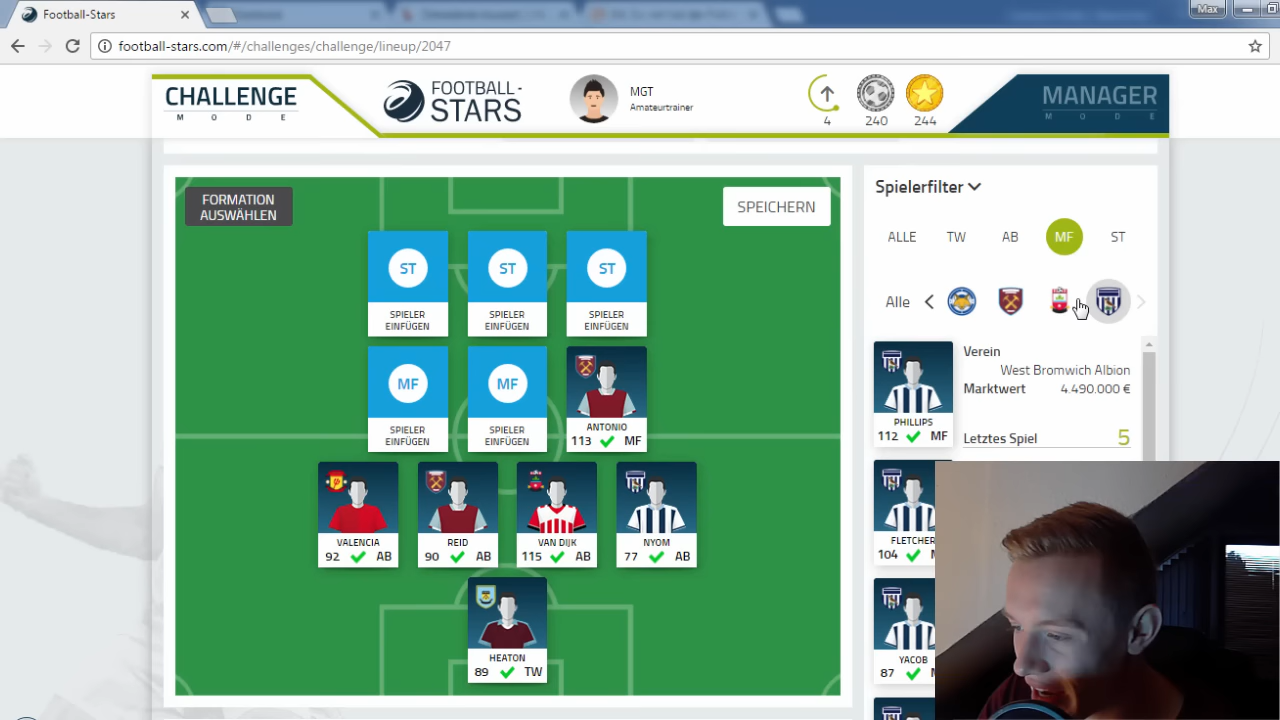 Football-Stars
Max
football-stars.com/#/challenges/challenge/lineup/2047
CHALLENGE
MODE
FOOTBALL-
STARS
MGT
Amateurtrainer
4
240
244
MANAGER
MODE
FORMATION
AUSWÄHLEN
SPEICHERN
ST
SPIELER
EINFÜGEN
ST
SPIELER
EINFÜGEN
ST
SPIELER
EINFÜGEN
MF
SPIELER
EINFÜGEN
MF
SPIELER
EINFÜGEN
ANTONIO
113 MF
VALENCIA
92 AB
REID
90 AB
VAN DIJK
115 AB
NYOM
77 AB
HEATON
89 TW
Spielerfilter
ALLE TW AB MF ST
Alle
PHILLIPS
112 MF
Verein
West Bromwich Albion
Marktwert 4.490.000 €
Letztes Spiel 5
FLETCHER
104
YACOB
87